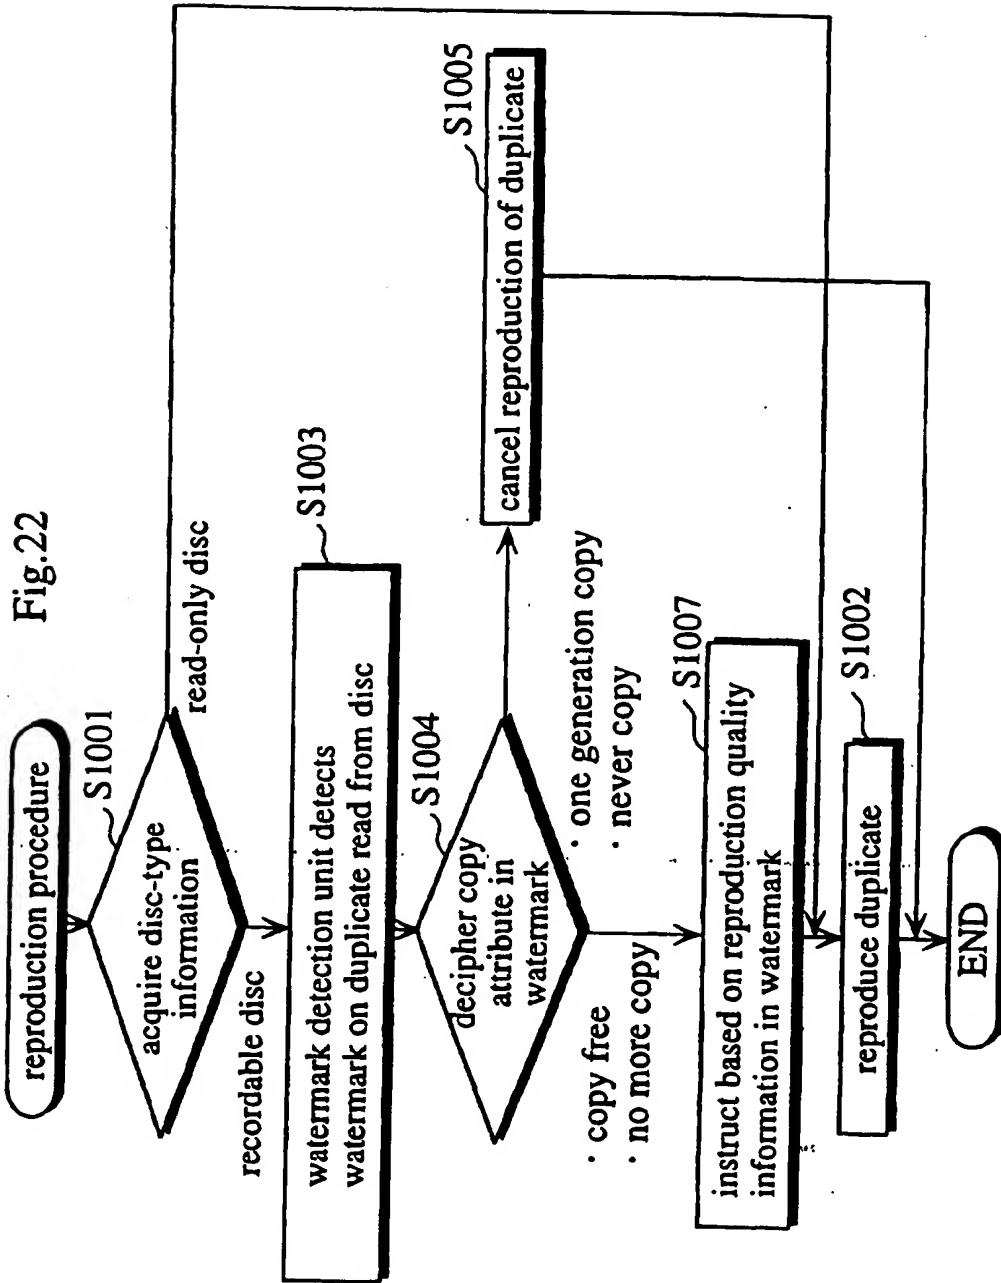 Fig.22
reproduction procedure
S1001
acquire disc-type
information
read-only disc
recordable disc
S1003
watermark detection unit detects
watermark on duplicate read from disc
S1004
decipher copy
attribute in
watermark
· one generation copy
· never copy
S1005
cancel reproduction of duplicate
· copy free
· no more copy
S1007
instruct based on reproduction quality
information in watermark
S1002
reproduce duplicate
END